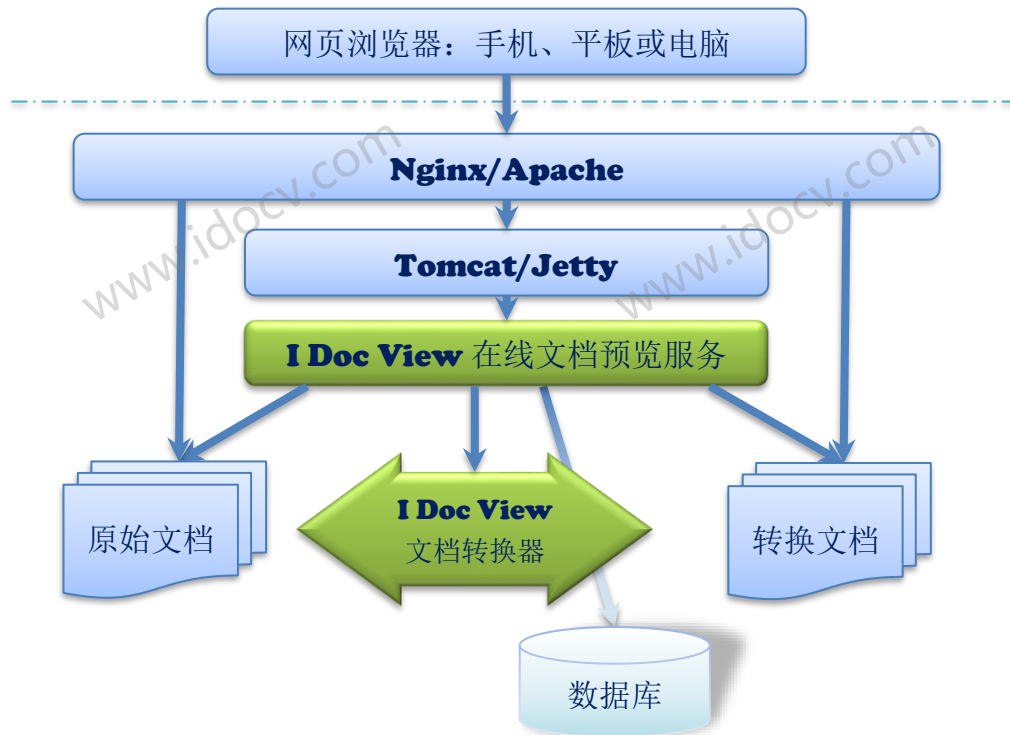 网页浏览器：手机、平板或电脑
Nginx/Apache
www.idocv.com
www.idocv.com
Tomcat/Jetty
I Doc View 在线文档预览服务
原始文档
I Doc View
文档转换器
转换文档
数据库